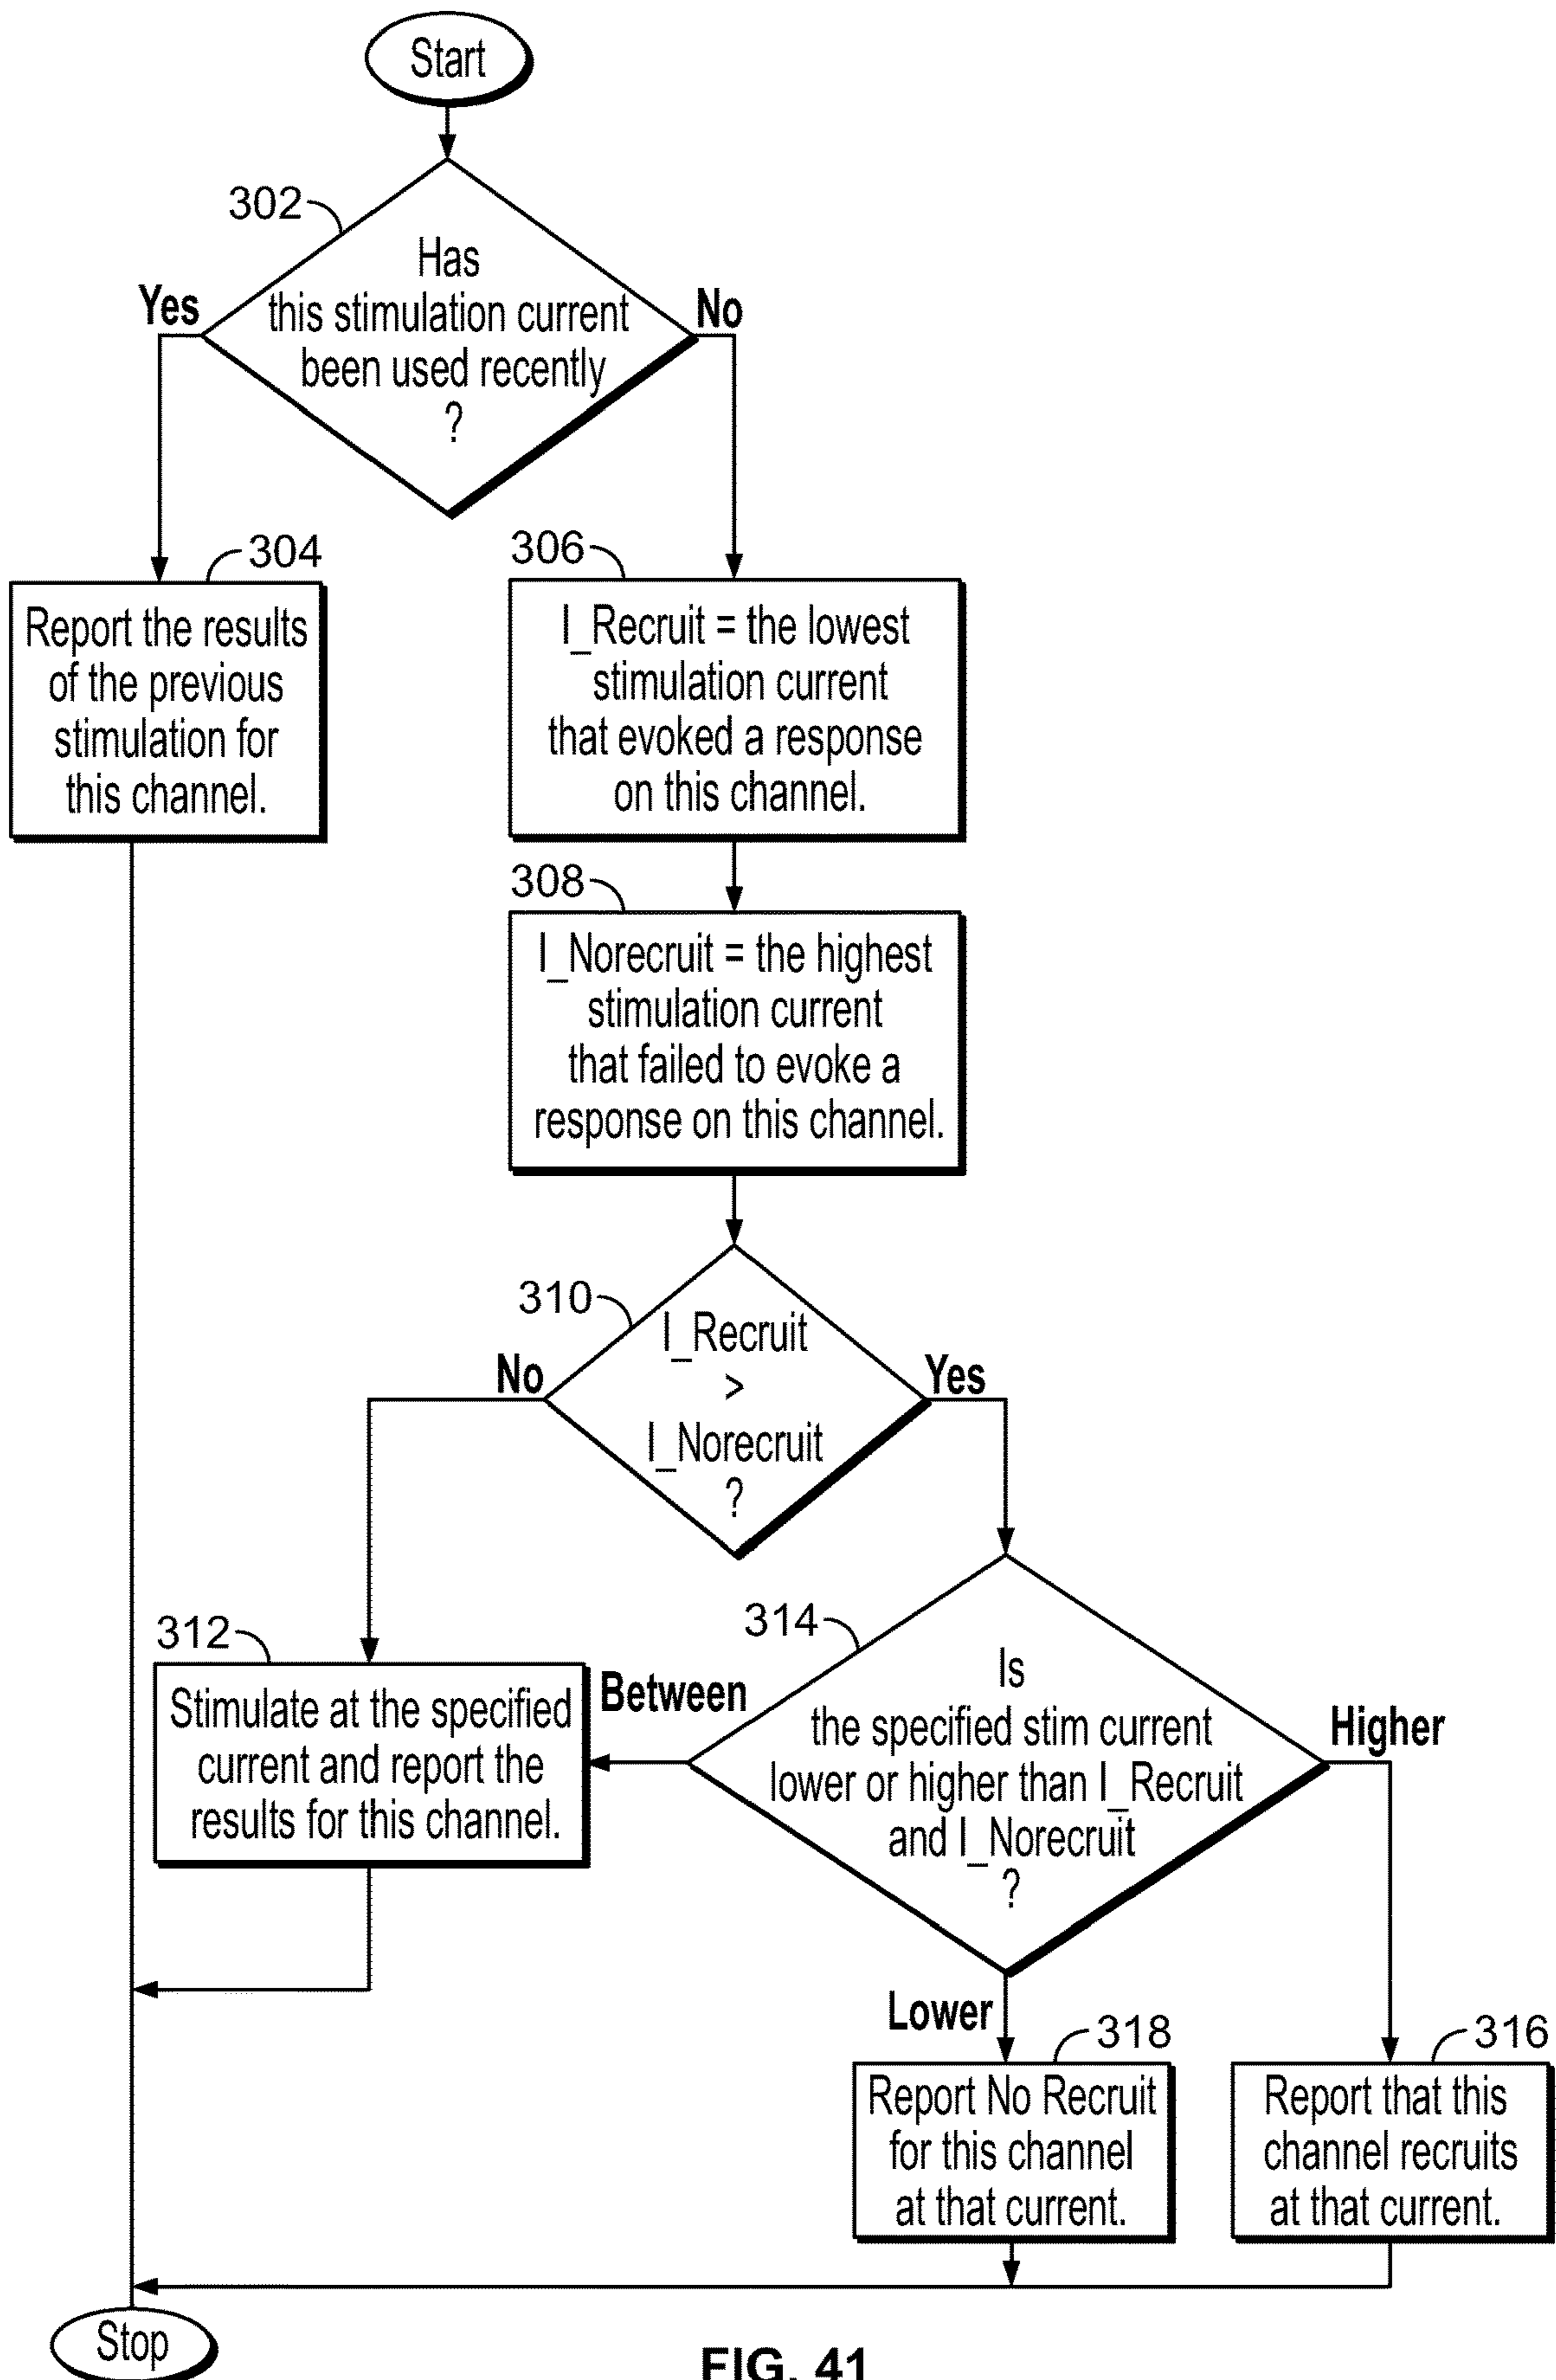 Start
302
Has
this stimulation current
been used recently
?
Yes
No
304
Report the results
of the previous
stimulation for
this channel.
306
I_Recruit = the lowest
stimulation current
that evoked a response
on this channel.
308
I_Norecruit = the highest
stimulation current
that failed to evoke a
response on this channel.
310
I_Recruit
>
I_Norecruit
?
No
Yes
312
Stimulate at the specified
current and report the
results for this channel.
314
Is
the specified stim current
lower or higher than I_Recruit
and I_Norecruit
?
Between
Higher
Lower
318
Report No Recruit
for this channel
at that current.
316
Report that this
channel recruits
at that current.
Stop
FIG. 41